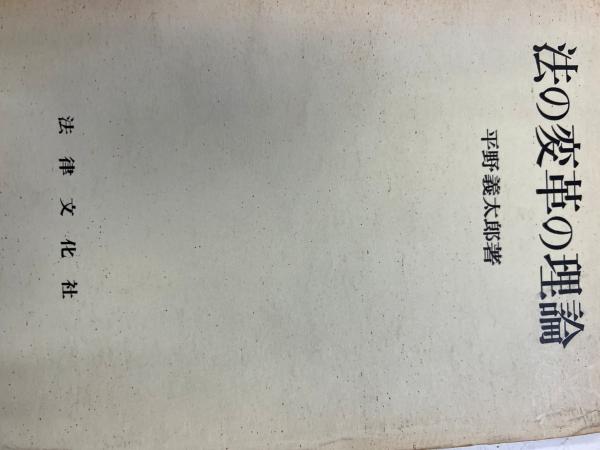 法の変革の理論
平野義太郎著
法律文化社